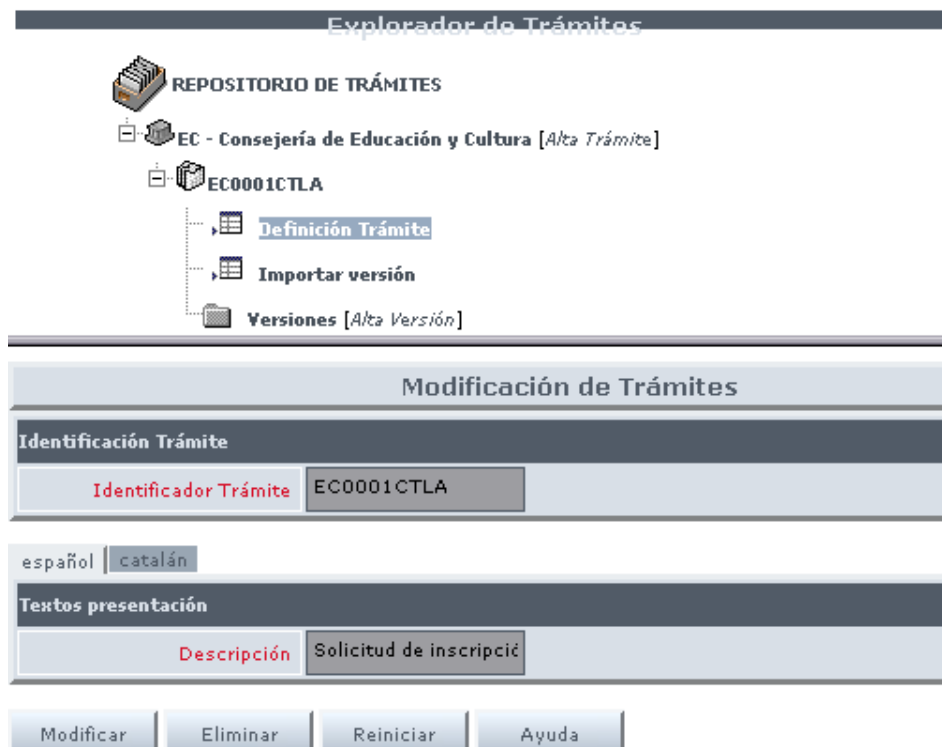 Explorador de Trámites
REPOSITORIO DE TRÁMITES
EC - Consejería de Educación y Cultura [Alta Trámite]
EC0001CTLA
Definición Trámite
Importar versión
Versiones [Alta Versión]
Modificación de Trámites
Identificación Trámite
Identificador Trámite EC0001CTLA
español catalán
Textos presentación
Descripción Solicitud de inscripció
Modificar Eliminar Reiniciar Ayuda